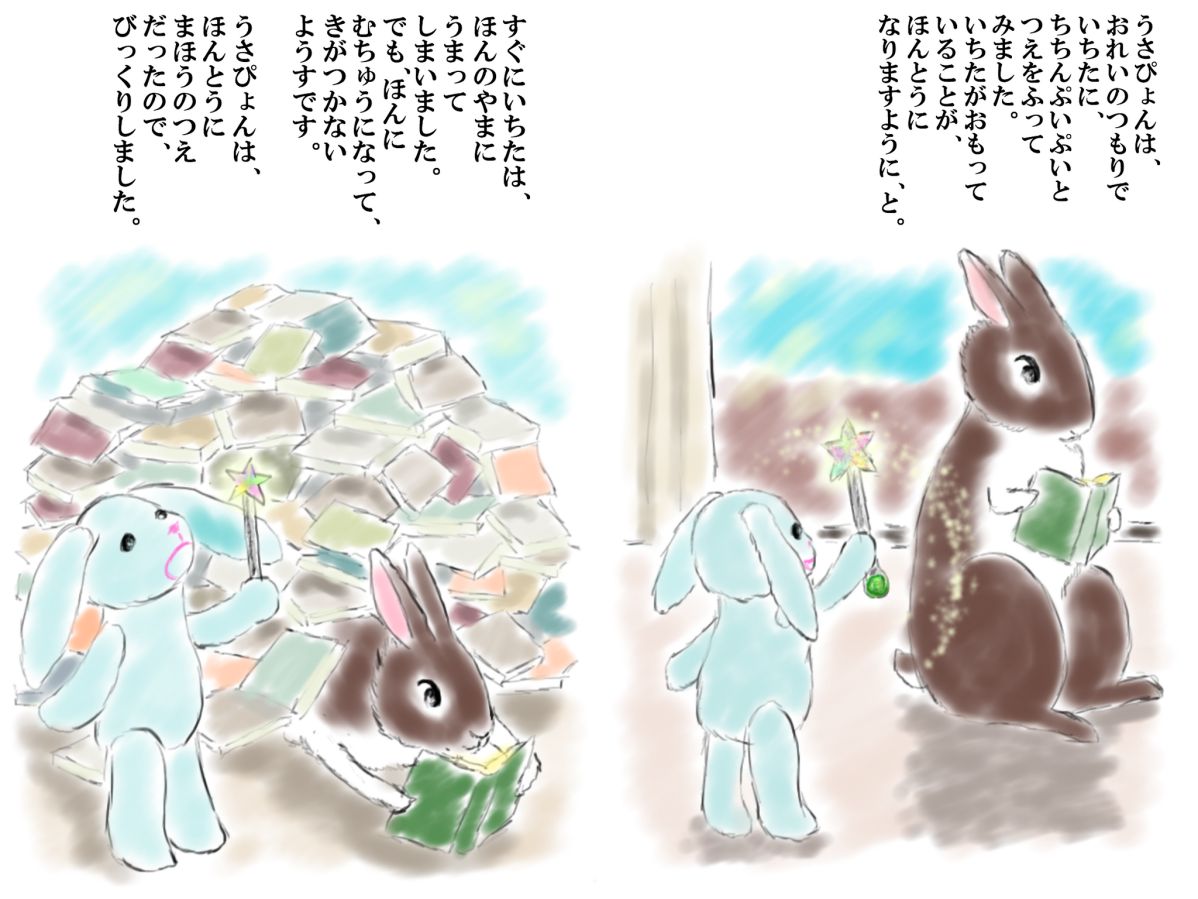 うさぴょんは、
おれいのつもりで
いちたに、
ちちんぷいぷいと
つえをふって
みました。
いちたがおもって
いることが、
ほんとうに
なりますように、と。
すぐにいちたは、
ほんのやまに
うまって
しまいました。
でも、ほんに
むちゅうになって、
きがつかない
ようすです。
うさぴょんは、
ほんとうに
まほうのつえ
だったので、
びっくりしました。